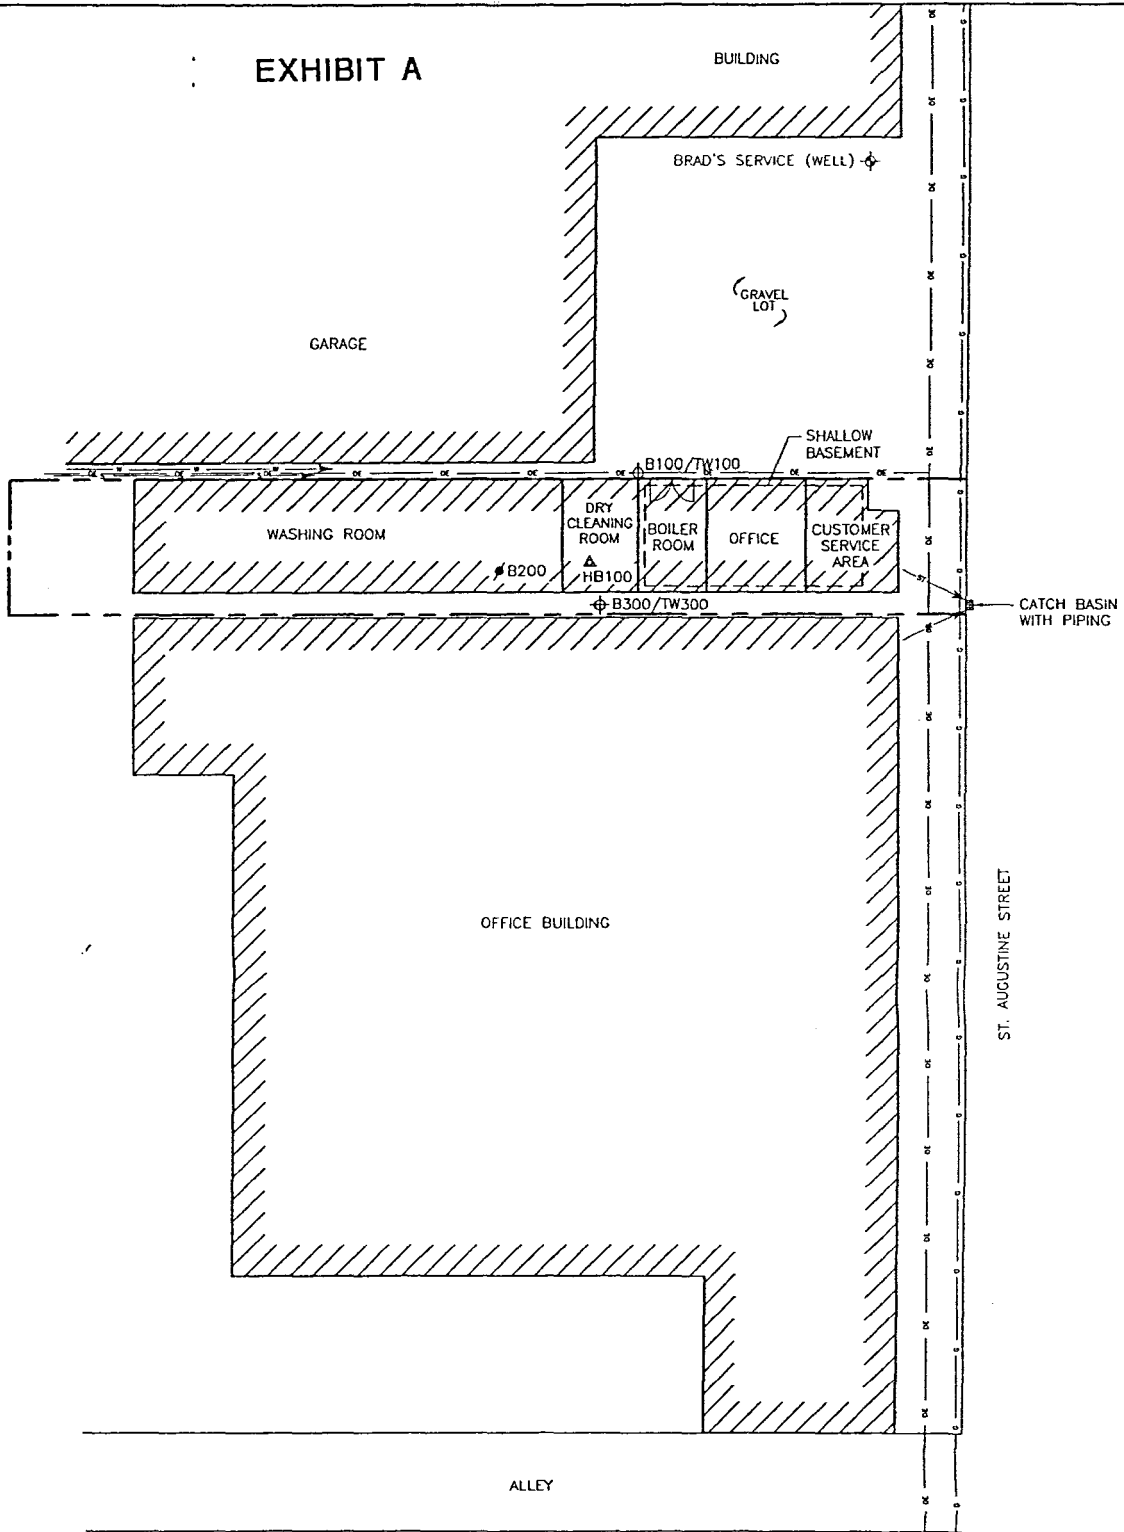 EXHIBIT A
BUILDING
BRAD'S SERVICE (WELL)
GRAVEL
LOT
GARAGE
SHALLOW
BASEMENT
B100/TW100
WASHING ROOM
DRY
CLEANING
ROOM
BOILER
ROOM
OFFICE
CUSTOMER
SERVICE
AREA
B200
HB100
B300/TW300
CATCH BASIN
WITH PIPING
OFFICE BUILDING
ST. AUGUSTINE STREET
ALLEY